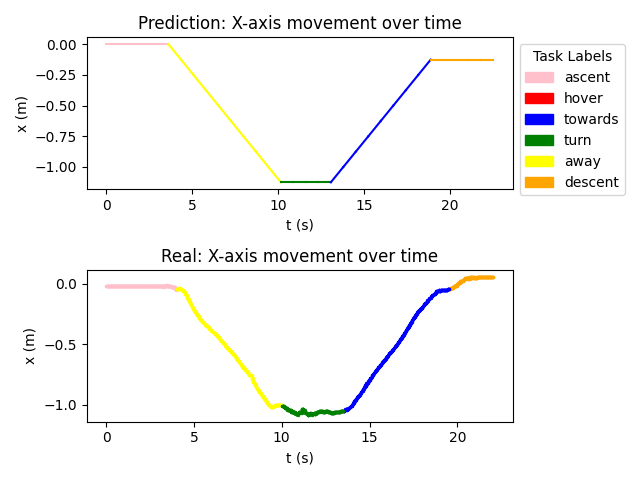 Prediction: X-axis movement over time
0.00
−0.25
−0.50
−0.75
−1.00
x (m)
0 5 10 15 20
t (s)
Task Labels
ascent
hover
towards
turn
away
descent
Real: X-axis movement over time
0.0
−0.5
−1.0
x (m)
0 5 10 15 20
t (s)